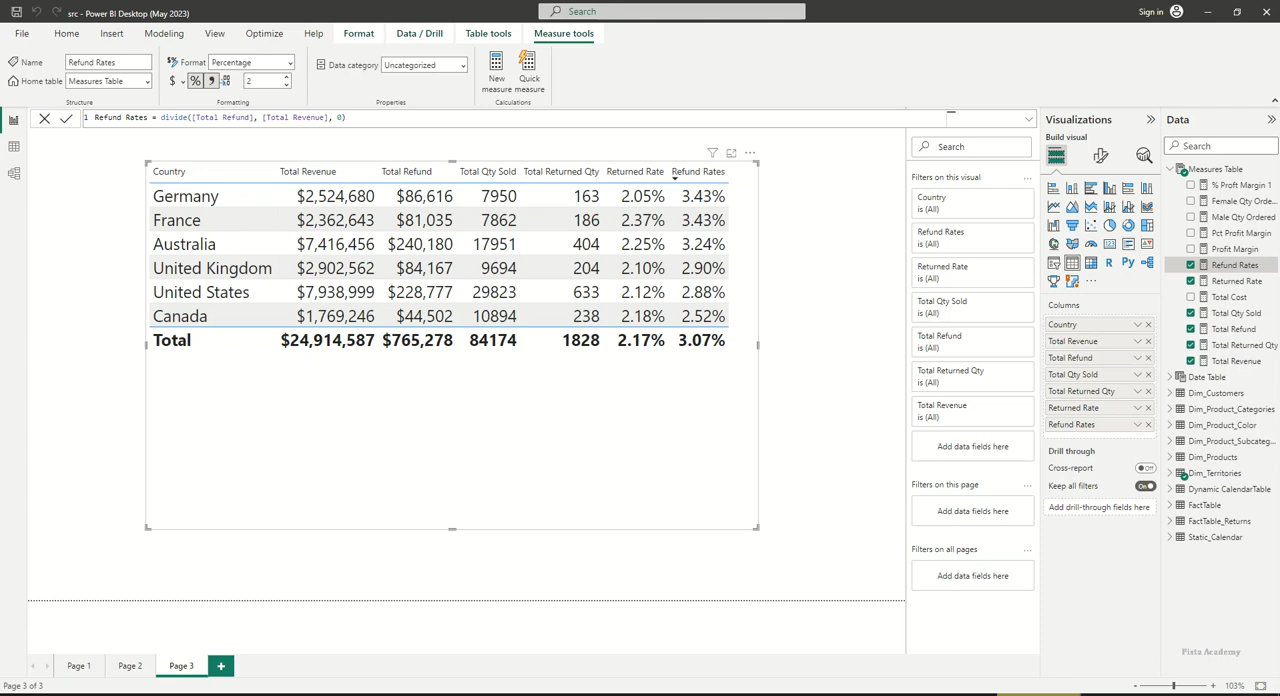 src - Power BI Desktop (May 2023)
Search
Sign in
File Home Insert Modeling View Optimize Help Format Data / Drill Table tools Measure tools
Name Refund Rates
Home table Measures Table
Structure
Format Percentage
$ % 2
Formatting
Data category Uncategorized
Properties
New measure
Quick measure
Calculations
1 Refund Rates = divide([Total Refund], [Total Revenue], 0)
Country Total Revenue Total Refund Total Qty Sold Total Returned Qty Returned Rate Refund Rates
Germany $2,524,680 $86,616 7950 163 2.05% 3.43%
France $2,362,643 $81,035 7862 186 2.37% 3.43%
Australia $7,416,456 $240,180 17951 404 2.25% 3.24%
United Kingdom $2,902,562 $84,167 9694 204 2.10% 2.90%
United States $7,938,999 $228,777 29823 633 2.12% 2.88%
Canada $1,769,246 $44,502 10894 238 2.18% 2.52%
Total $24,914,587 $765,278 84174 1828 2.17% 3.07%
Search
Filters on this visual
Country
is (All)
Refund Rates
is (All)
Returned Rate
is (All)
Total Qty Sold
is (All)
Total Refund
is (All)
Total Returned Qty
is (All)
Total Revenue
is (All)
Add data fields here
Filters on this page
Add data fields here
Filters on all pages
Add data fields here
Visualizations
Build visual
R Py
Columns
Country
Total Revenue
Total Refund
Total Qty Sold
Total Returned Qty
Returned Rate
Refund Rates
Drill through
Cross-report Off
Keep all filters On
Add drill-through fields here
Data
Search
Measures Table
% Proft Margin 1
Female Qty Orde...
Male Qty Ordered
Pct Profit Margin
Profit Margin
Refund Rates
Returned Rate
Total Cost
Total Qty Sold
Total Refund
Total Returned Qty
Total Revenue
Date Table
Dim_Customers
Dim_Product_Categories
Dim_Product_Color
Dim_Product_Subcateg...
Dim_Products
Dim_Territories
Dynamic CalendarTable
FactTable
FactTable_Returns
Static_Calendar
Pista Academy
Page 1 Page 2 Page 3
Page 3 of 3
103%